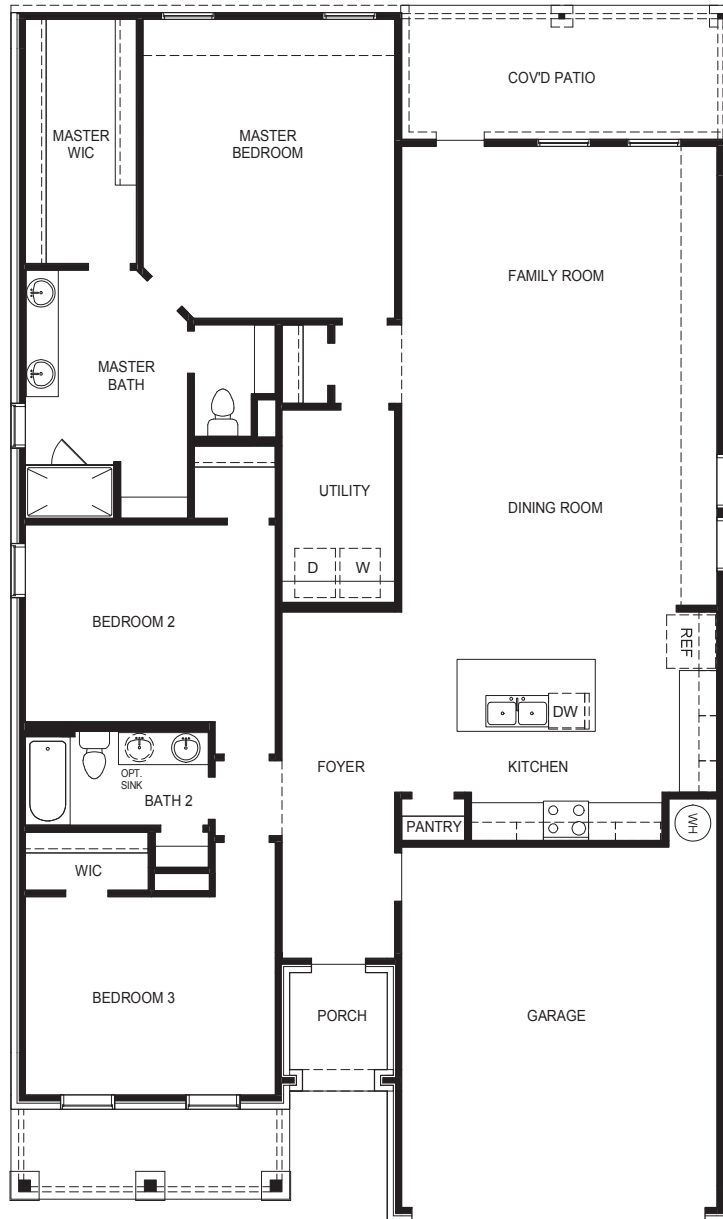 COV'D PATIO
MASTER
WIC
MASTER
BEDROOM
FAMILY ROOM
MASTER
BATH
UTILITY
DINING ROOM
D
W
BEDROOM 2
REF
DW
OPT.
SINK
BATH 2
FOYER
KITCHEN
PANTRY
WH
WIC
BEDROOM 3
PORCH
GARAGE